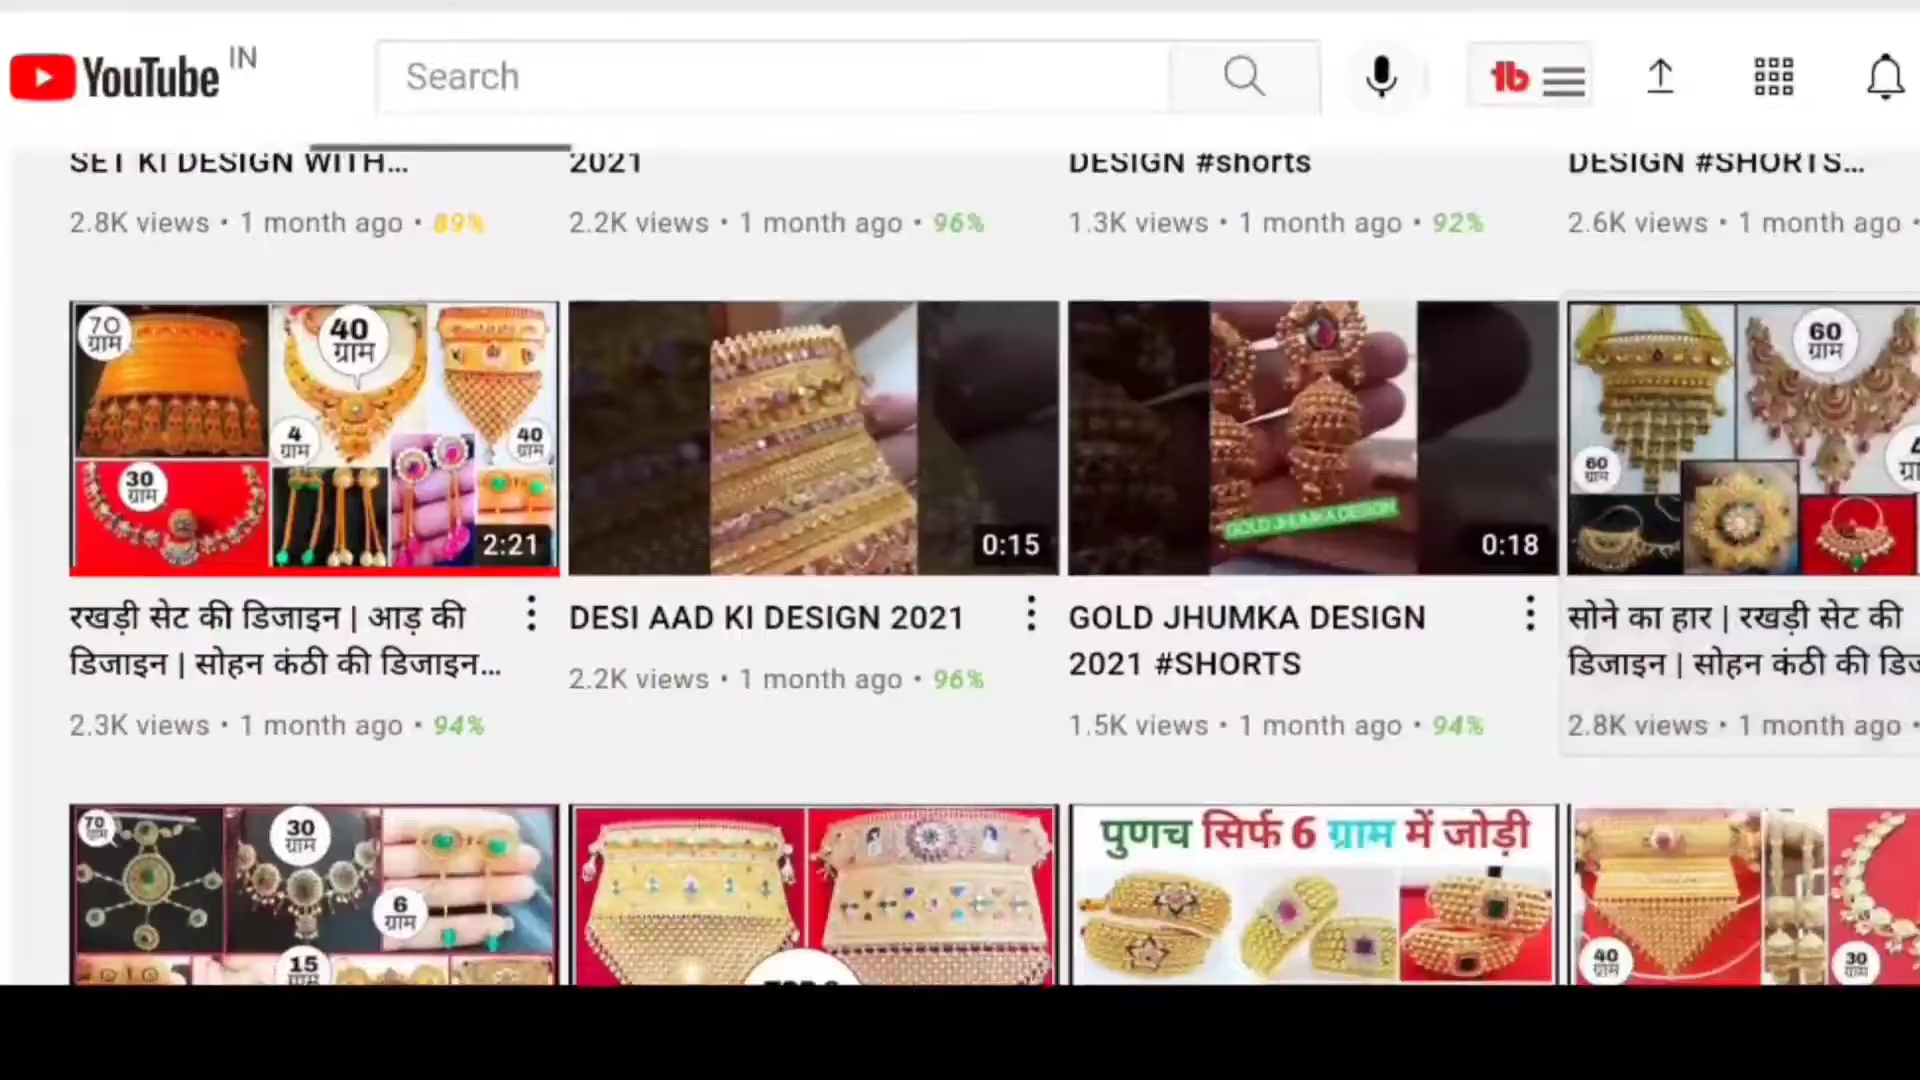 YouTube IN
Search
tb
SET KI DESIGN WITH...
2021
DESIGN #shorts
DESIGN #SHORTS...
2.8K views • 1 month ago • 89%
2.2K views • 1 month ago • 96%
1.3K views • 1 month ago • 92%
2.6K views • 1 month ago •
70
ग्राम
40
ग्राम
4
ग्राम
40
ग्राम
30
ग्राम
2:21
0:15
GOLD JHUMKA DESIGN
0:18
60
ग्राम
60
ग्राम
रखड़ी सेट की डिजाइन | आड़ की
डिजाइन | सोहन कंठी की डिजाइन...
2.3K views • 1 month ago • 94%
DESI AAD KI DESIGN 2021
2.2K views • 1 month ago • 96%
GOLD JHUMKA DESIGN
2021 #SHORTS
1.5K views • 1 month ago • 94%
सोने का हार | रखड़ी सेट की
डिजाइन | सोहन कंठी की
2.8K views • 1 month ago •
70
ग्राम
30
ग्राम
6
ग्राम
15
ग्राम
पुणच सिर्फ 6 ग्राम में जोड़ी
40
ग्राम
30
ग्राम